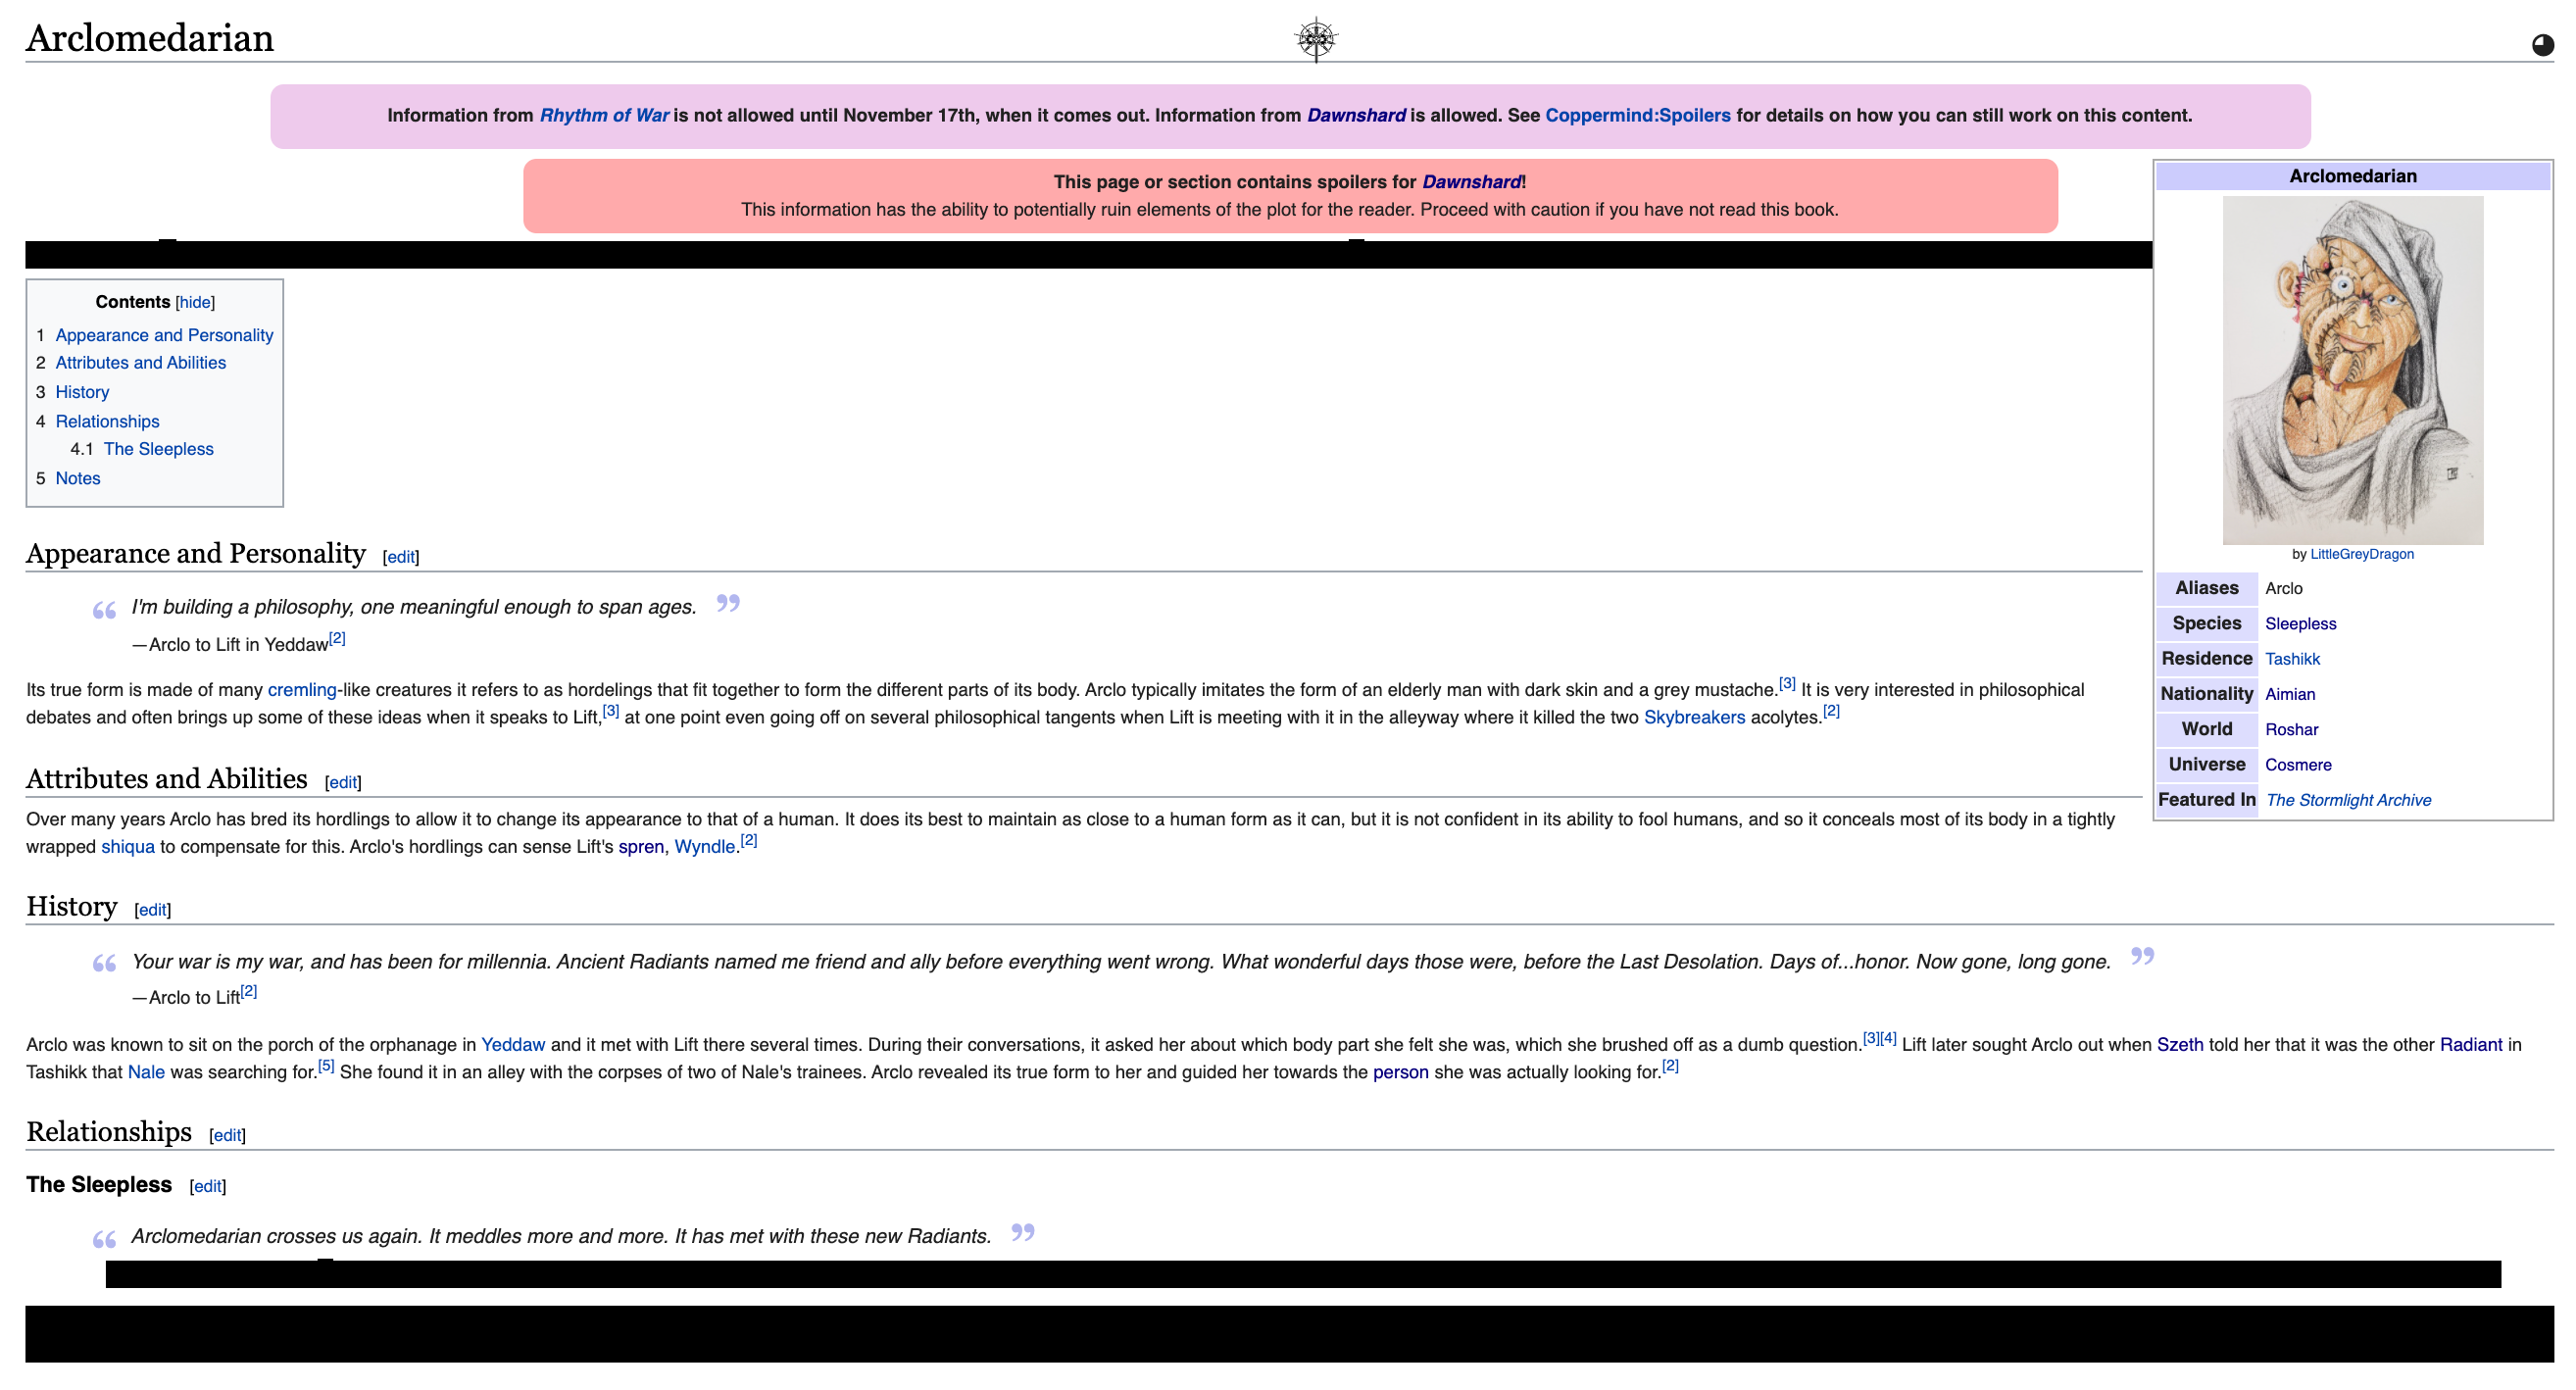 Arclomedarian
Information from Rhythm of War is not allowed until November 17th, when it comes out. Information from Dawnshard is allowed. See Coppermind:Spoilers for details on how you can still work on this content.
This page or section contains spoilers for Dawnshard!
This information has the ability to potentially ruin elements of the plot for the reader. Proceed with caution if you have not read this book.
Contents [hide]
1 Appearance and Personality
2 Attributes and Abilities
3 History
4 Relationships
4.1 The Sleepless
5 Notes
Arclomedarian
by LittleGreyDragon
Aliases Arclo
Species Sleepless
Residence Tashikk
Nationality Aimian
World Roshar
Universe Cosmere
Featured In The Stormlight Archive
Appearance and Personality [edit]
“ I'm building a philosophy, one meaningful enough to span ages. ”
—Arclo to Lift in Yeddaw[2]
Its true form is made of many cremling-like creatures it refers to as hordelings that fit together to form the different parts of its body. Arclo typically imitates the form of an elderly man with dark skin and a grey mustache.[3] It is very interested in philosophical
debates and often brings up some of these ideas when it speaks to Lift,[3] at one point even going off on several philosophical tangents when Lift is meeting with it in the alleyway where it killed the two Skybreakers acolytes.[2]
Attributes and Abilities [edit]
Over many years Arclo has bred its hordlings to allow it to change its appearance to that of a human. It does its best to maintain as close to a human form as it can, but it is not confident in its ability to fool humans, and so it conceals most of its body in a tightly
wrapped shiqua to compensate for this. Arclo's hordlings can sense Lift's spren, Wyndle.[2]
History [edit]
“ Your war is my war, and has been for millennia. Ancient Radiants named me friend and ally before everything went wrong. What wonderful days those were, before the Last Desolation. Days of...honor. Now gone, long gone. ”
—Arclo to Lift[2]
Arclo was known to sit on the porch of the orphanage in Yeddaw and it met with Lift there several times. During their conversations, it asked her about which body part she felt she was, which she brushed off as a dumb question.[3][4] Lift later sought Arclo out when Szeth told her that it was the other Radiant in
Tashikk that Nale was searching for.[5] She found it in an alley with the corpses of two of Nale's trainees. Arclo revealed its true form to her and guided her towards the person she was actually looking for.[2]
Relationships [edit]
The Sleepless [edit]
“ Arclomedarian crosses us again. It meddles more and more. It has met with these new Radiants. ”